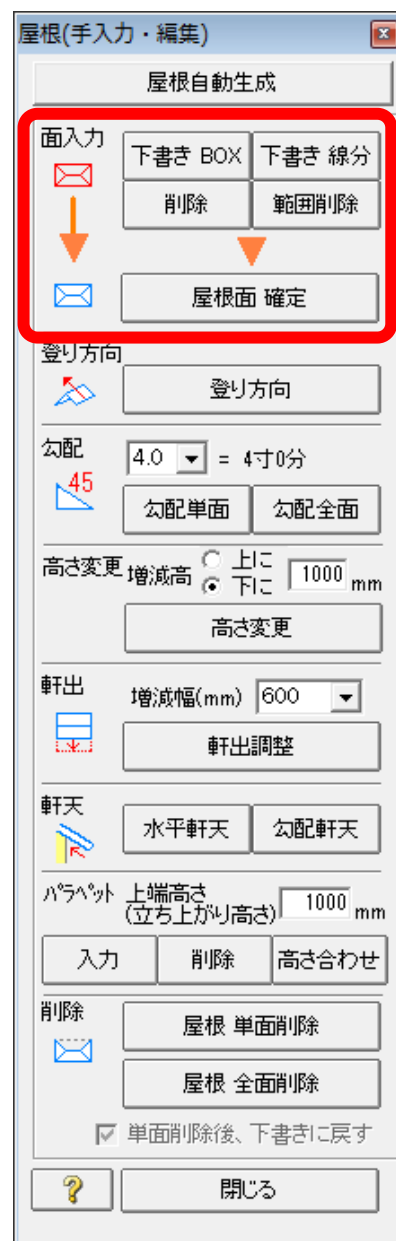 屋根(手入力・編集)
屋根自動生成
面入力
下書き BOX 下書き 線分
削除 範囲削除
屋根面 確定
登り方向
登り方向
勾配
4.0 = 4寸0分
45
勾配単面 勾配全面
高さ変更 増減高 上に 下に 1000 mm
高さ変更
軒出 増減幅(mm) 600
軒出調整
軒天
水平軒天 勾配軒天
パラペット 上端高さ
(立ち上がり高さ) 1000 mm
入力 削除 高さ合わせ
削除
屋根 単面削除
屋根 全面削除
単面削除後、下書きに戻す
? 閉じる